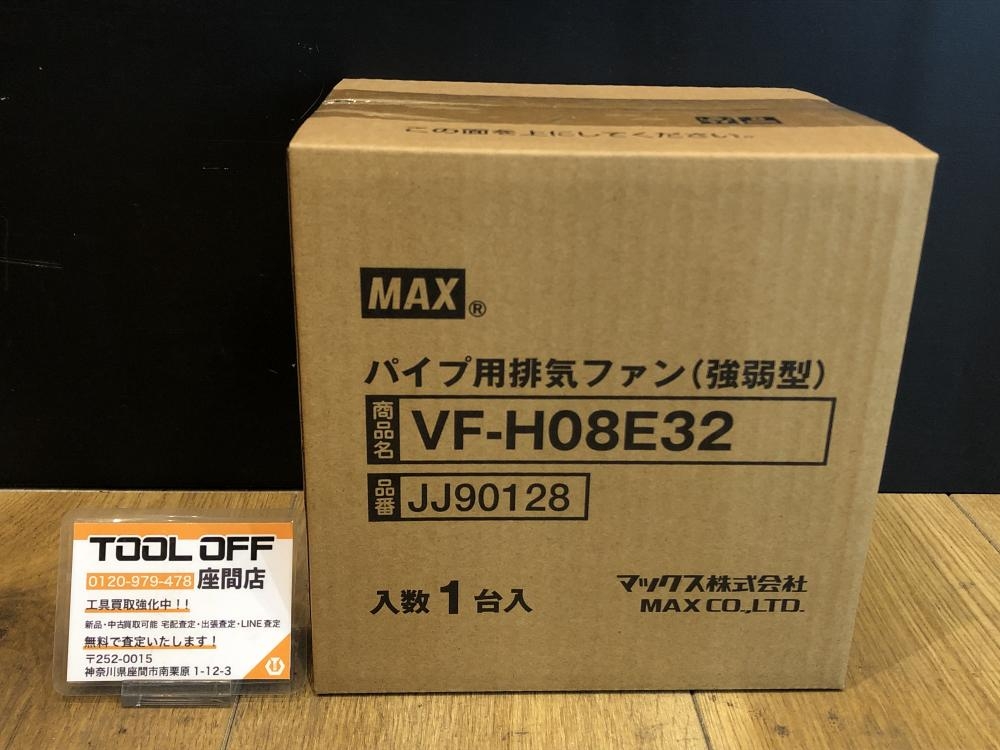 この面を下にしてください
MAX®
パイプ用排気ファン(強弱型)
商品名 VF-H08E32
品番 JJ90128
入数1台入
マックス株式会社
MAX CO.,LTD.
TOOL OFF
0120-979-478 座間店
工具買取強化中!!
新品・中古買取可能 宅配査定・出張査定・LINE査定
無料で査定いたします!
〒252-0015
神奈川県座間市南栗原1-12-3